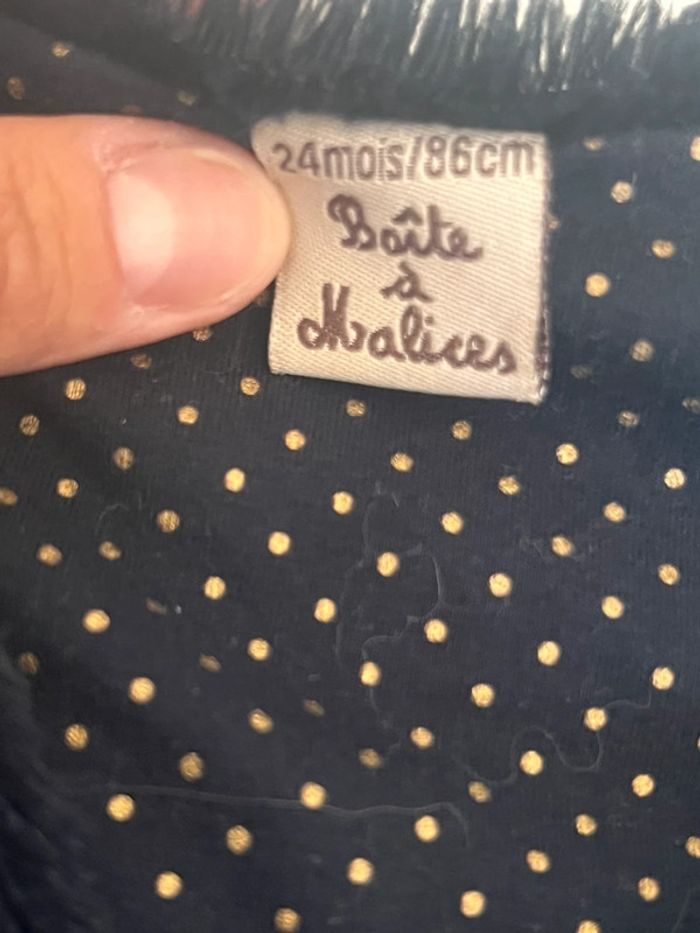 24mois/86cm
Boîte
à
Malices